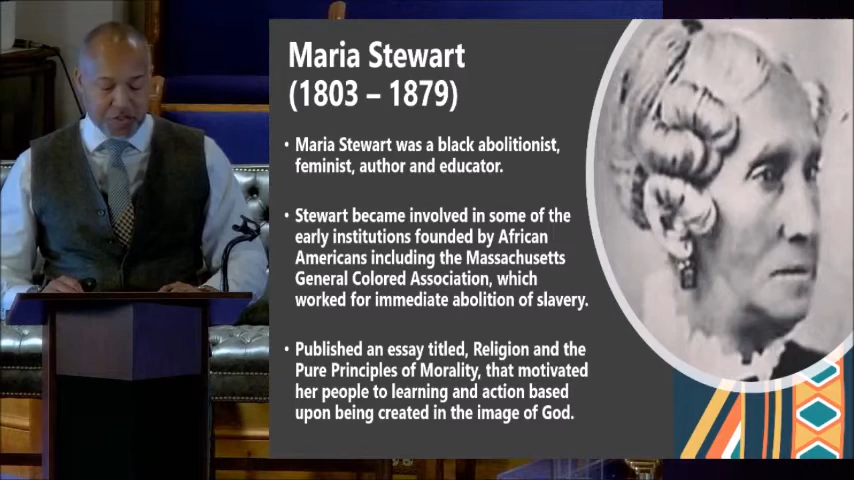 Maria Stewart
(1803 – 1879)
• Maria Stewart was a black abolitionist,
feminist, author and educator.
• Stewart became involved in some of the
early institutions founded by African
Americans including the Massachusetts
General Colored Association, which
worked for immediate abolition of slavery.
• Published an essay titled, Religion and the
Pure Principles of Morality, that motivated
her people to learning and action based
upon being created in the image of God.